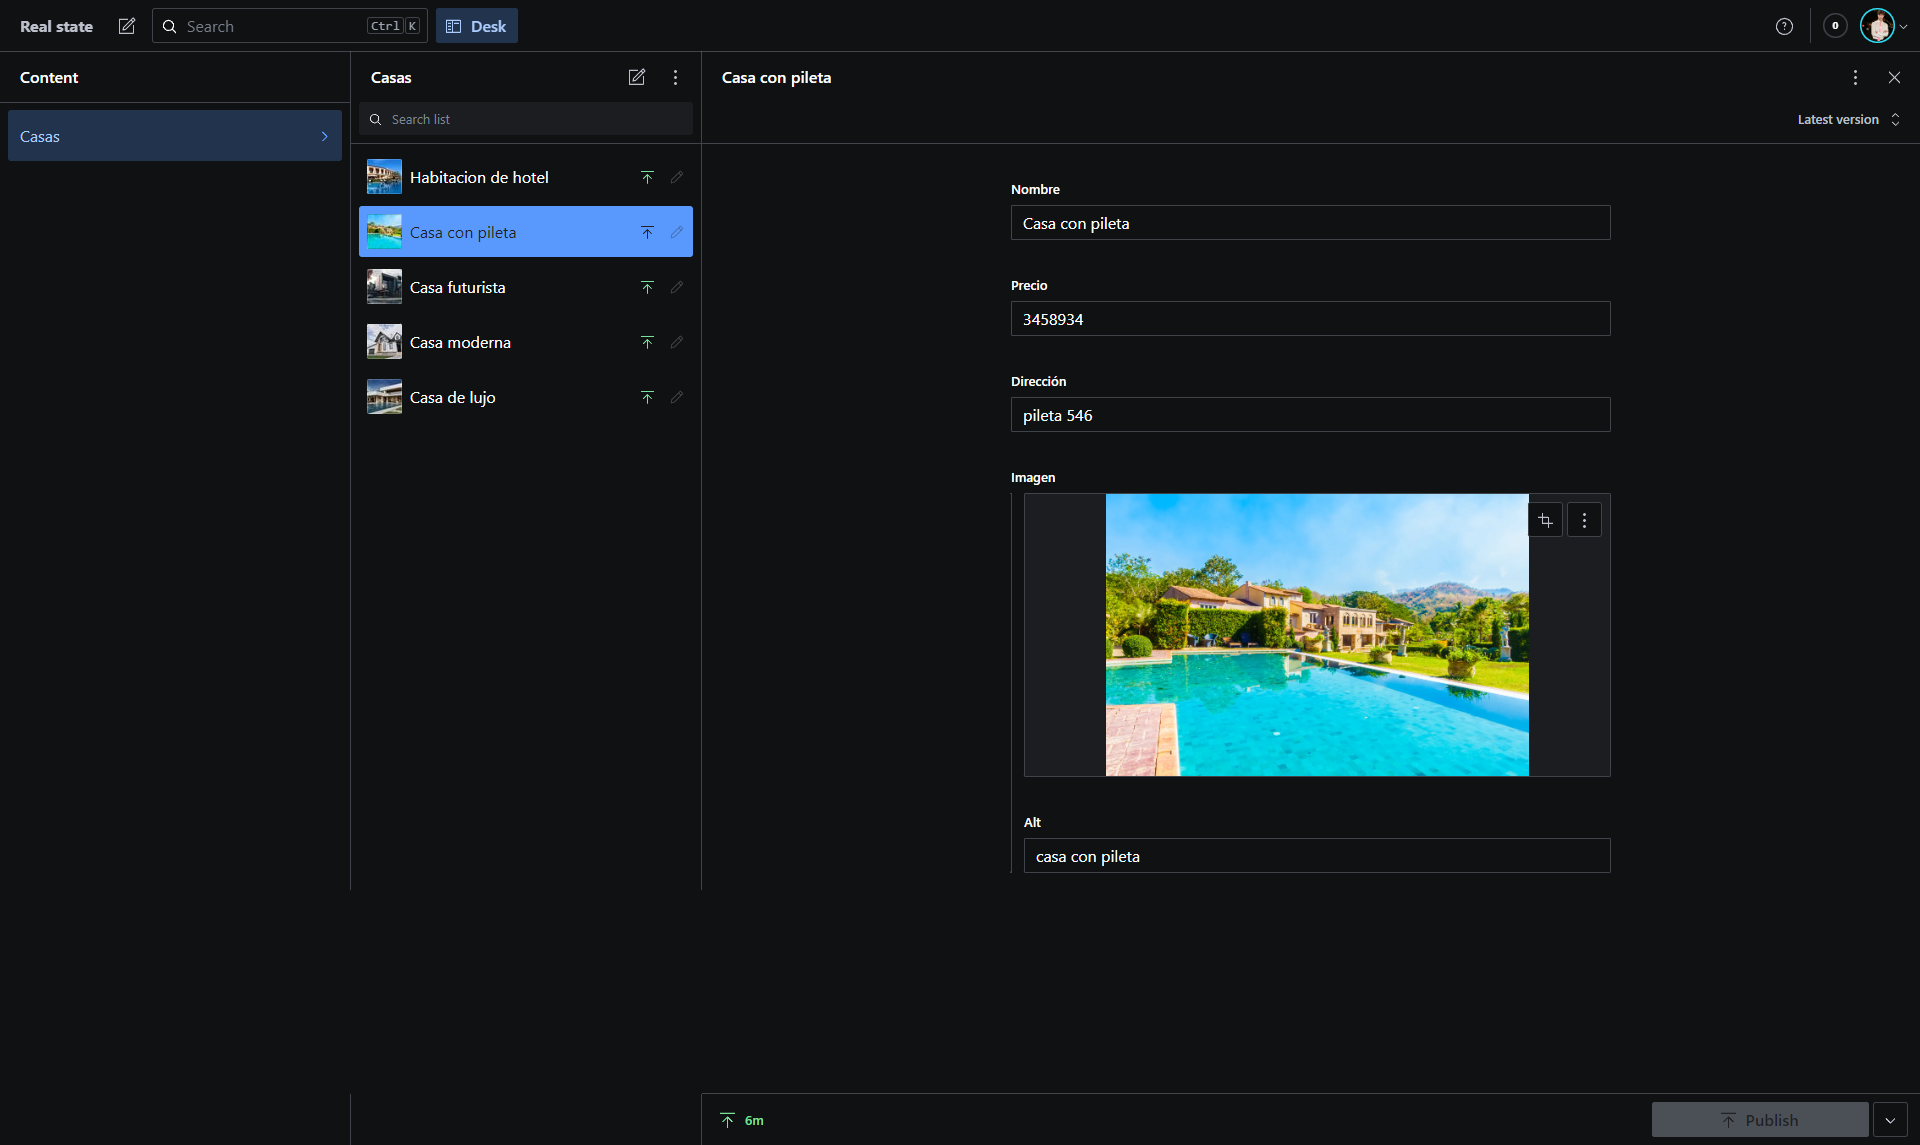 Real state
Search
Ctrl K
Desk
0
Content
Casas
Casas
Search list
Habitacion de hotel
Casa con pileta
Casa futurista
Casa moderna
Casa de lujo
Casa con pileta
Latest version
Nombre
Casa con pileta
Precio
3458934
Dirección
pileta 546
Imagen
Alt
casa con pileta
6m
Publish